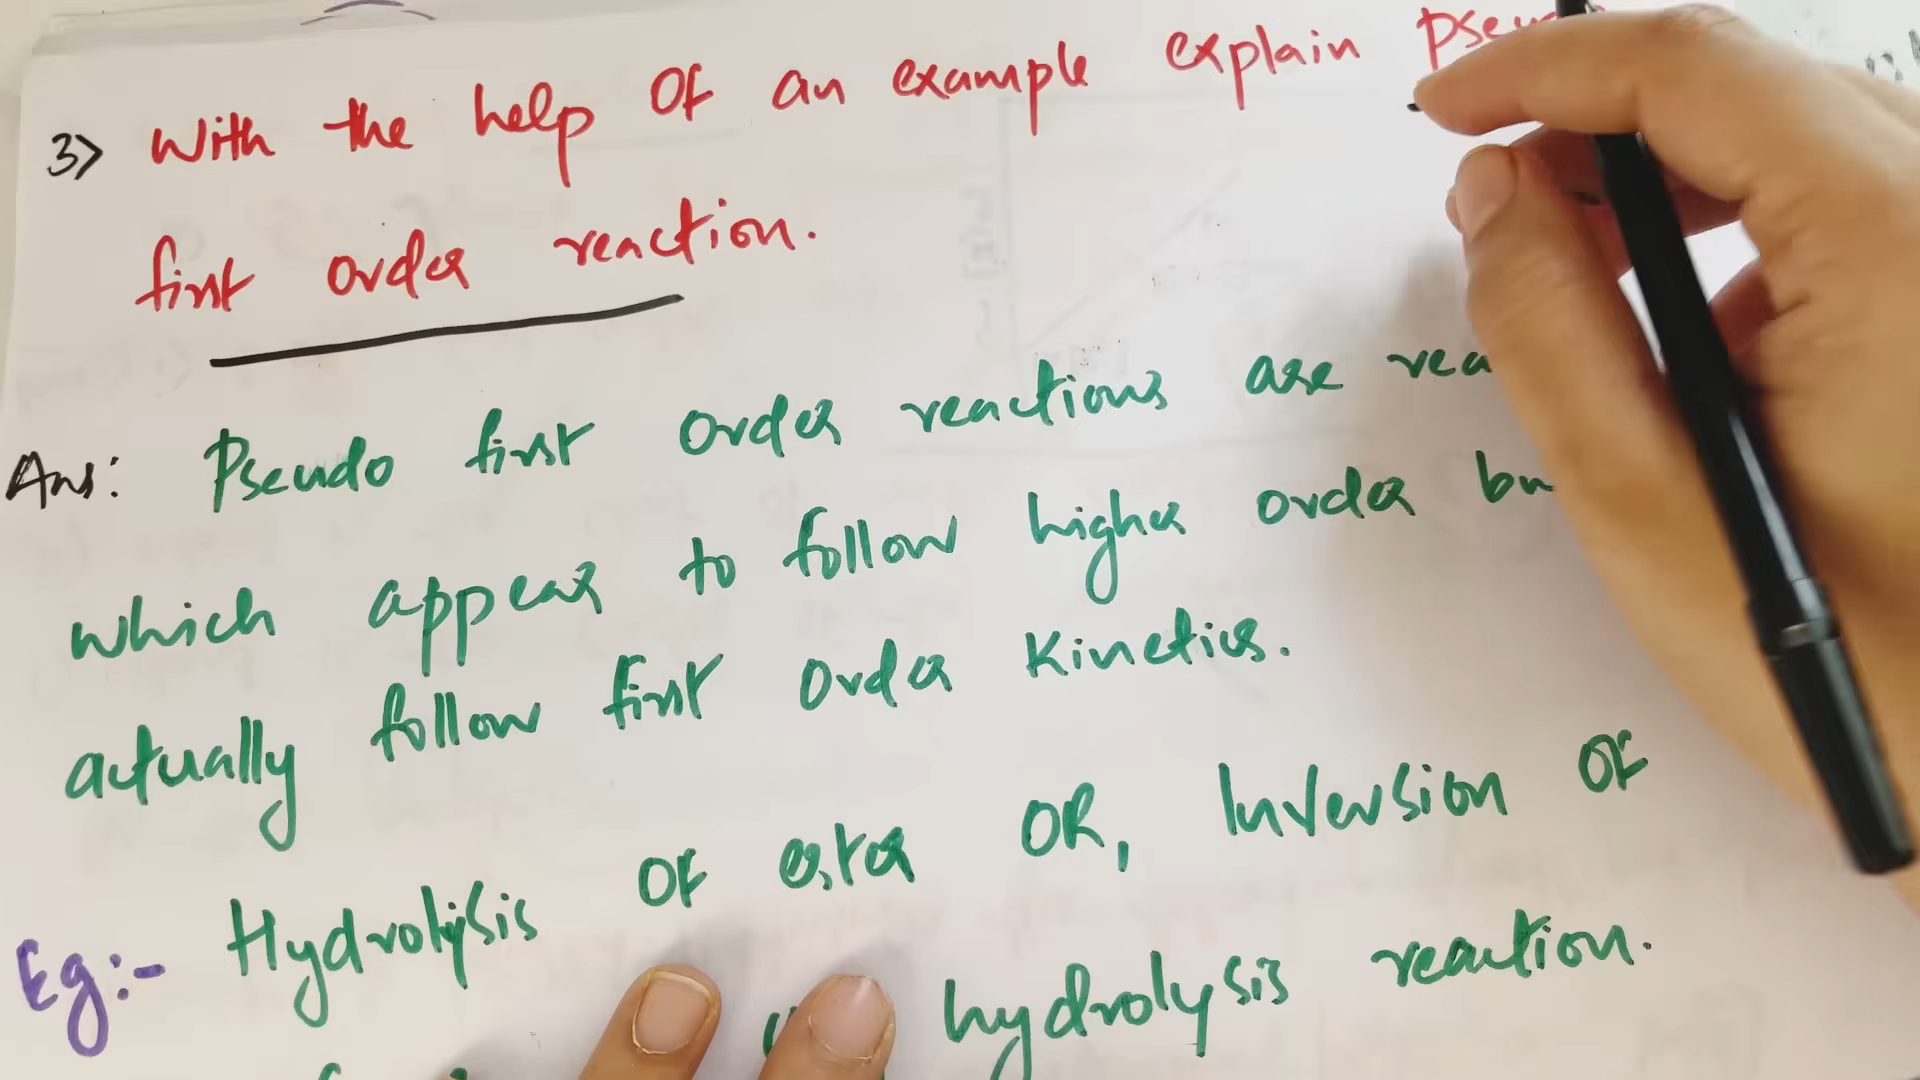 3) With the help of an example explain
first order reaction.
Ans: Pseudo first order reactions are
which appear to follow higher order
actually follow first order kinetics.
Eg:- Hydrolysis of ester OR, Inversion of
hydrolysis reaction.